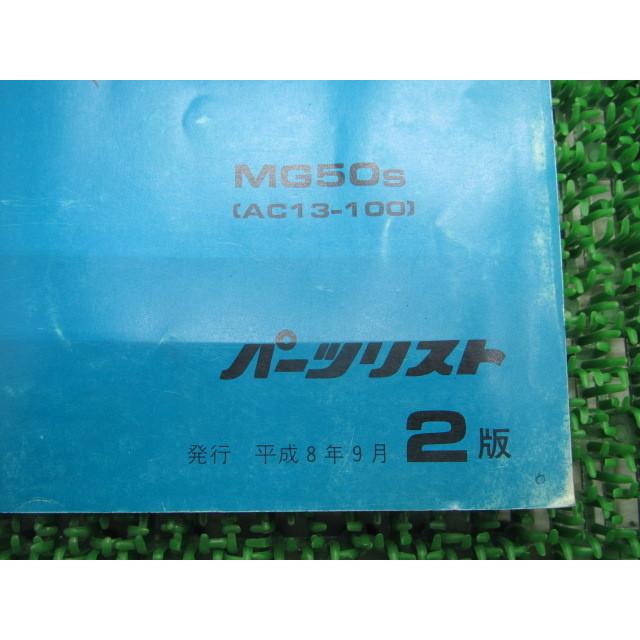 MG50s
(AC13-100)
パーツリスト
発行 平成8年9月 2版